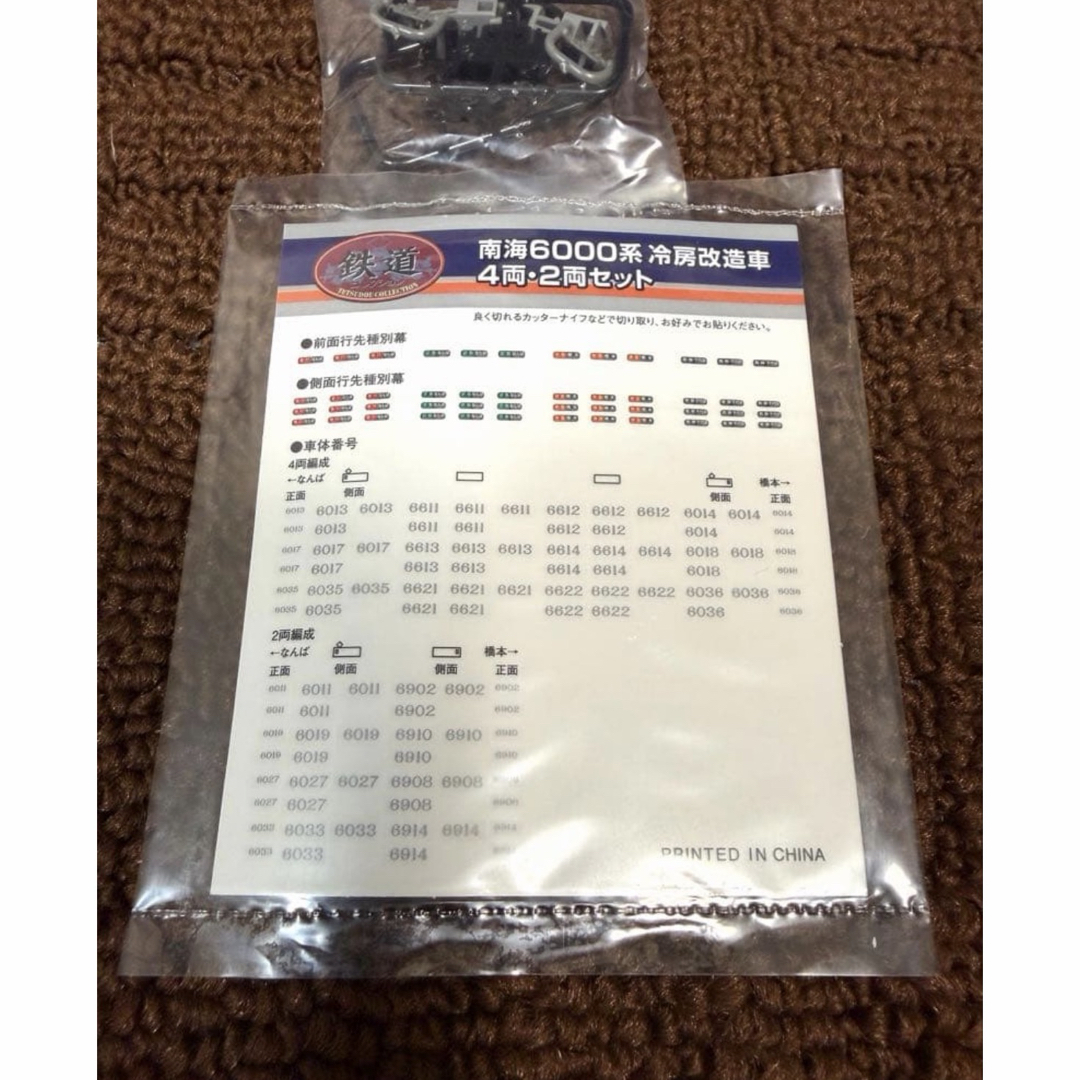 鉄道
TETSUDOU COLLECTION
南海6000系 冷房改造車
4両・2両セット
良く切れるカッターナイフなどで切り取り、お好みでお貼りください。
●前面行先種別幕
●側面行先種別幕
●車体番号
4両編成
←なんば 橋本→
正面 側面 側面 正面
6013 6013 6013 6611 6611 6611 6612 6612 6612 6014 6014 6014
6013 6013 6611 6611 6612 6612 6014 6014
6017 6017 6017 6613 6613 6613 6614 6614 6614 6018 6018 6018
6017 6017 6613 6613 6614 6614 6018 6018
6035 6035 6035 6621 6621 6621 6622 6622 6622 6036 6036 6036
6035 6035 6621 6621 6622 6622 6036 6036
2両編成
←なんば 橋本→
正面 側面 側面 正面
6011 6011 6011 6902 6902 6902
6011 6011 6902 6902
6019 6019 6019 6910 6910 6910
6019 6019 6910 6910
6027 6027 6027 6908 6908
6027 6027 6908 6908
6033 6033 6033 6914 6914 6914
6033 6033 6914
PRINTED IN CHINA